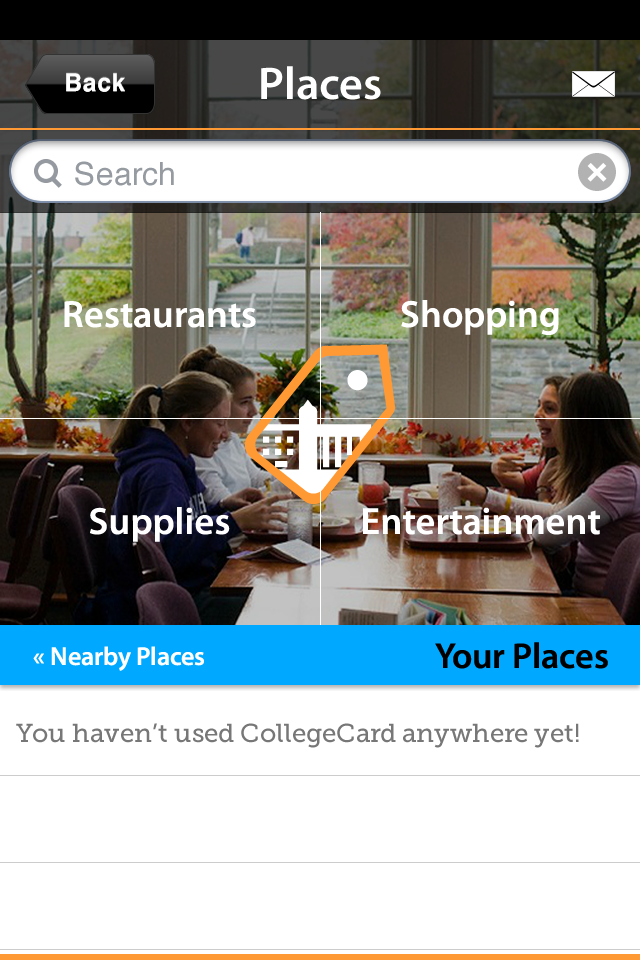 Back
Places
Search
Restaurants
Shopping
Supplies
Entertainment
« Nearby Places
Your Places
You haven’t used CollegeCard anywhere yet!